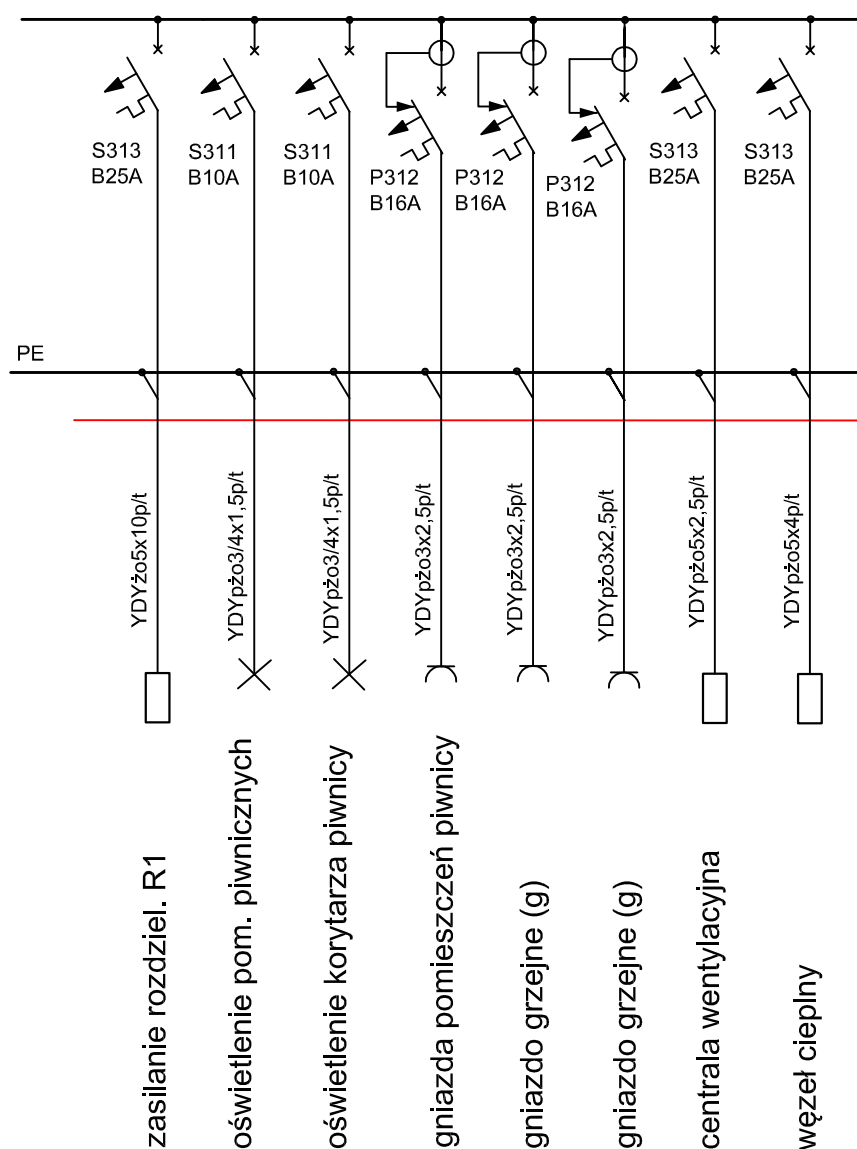 S313
B25A
S311
B10A
S311
B10A
P312
B16A
P312
B16A
P312
B16A
S313
B25A
S313
B25A
PE
YDYżo5x10p/t
YDYpżo3/4x1,5p/t
YDYpżo3/4x1,5p/t
YDYpżo3x2,5p/t
YDYpżo3x2,5p/t
YDYpżo3x2,5p/t
YDYpżo5x2,5p/t
YDYpżo5x4p/t
zasilanie rozdziel. R1
oświetlenie pom. piwnicznych
oświetlenie korytarza piwnicy
gniazda pomieszczeń piwnicy
gniazdo grzejne (g)
gniazdo grzejne (g)
centrala wentylacyjna
węzeł cieplny